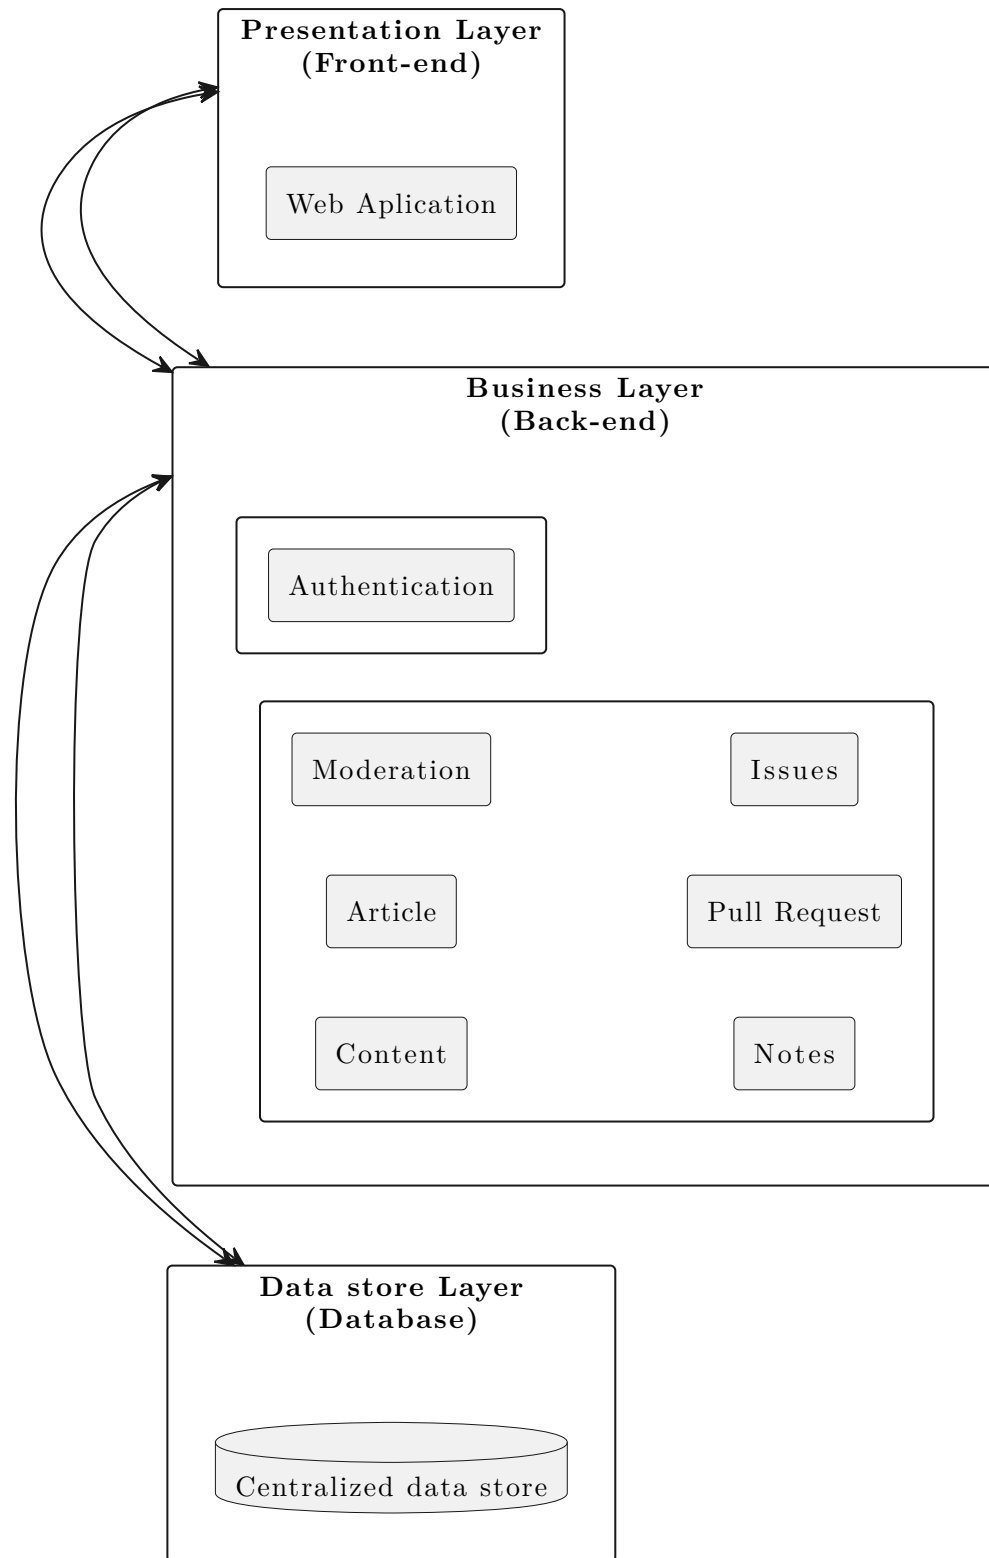 Presentation Layer
(Front-end)
Web Aplication
Business Layer
(Back-end)
Authentication
Moderation
Issues
Article
Pull Request
Content
Notes
Data store Layer
(Database)
Centralized data store